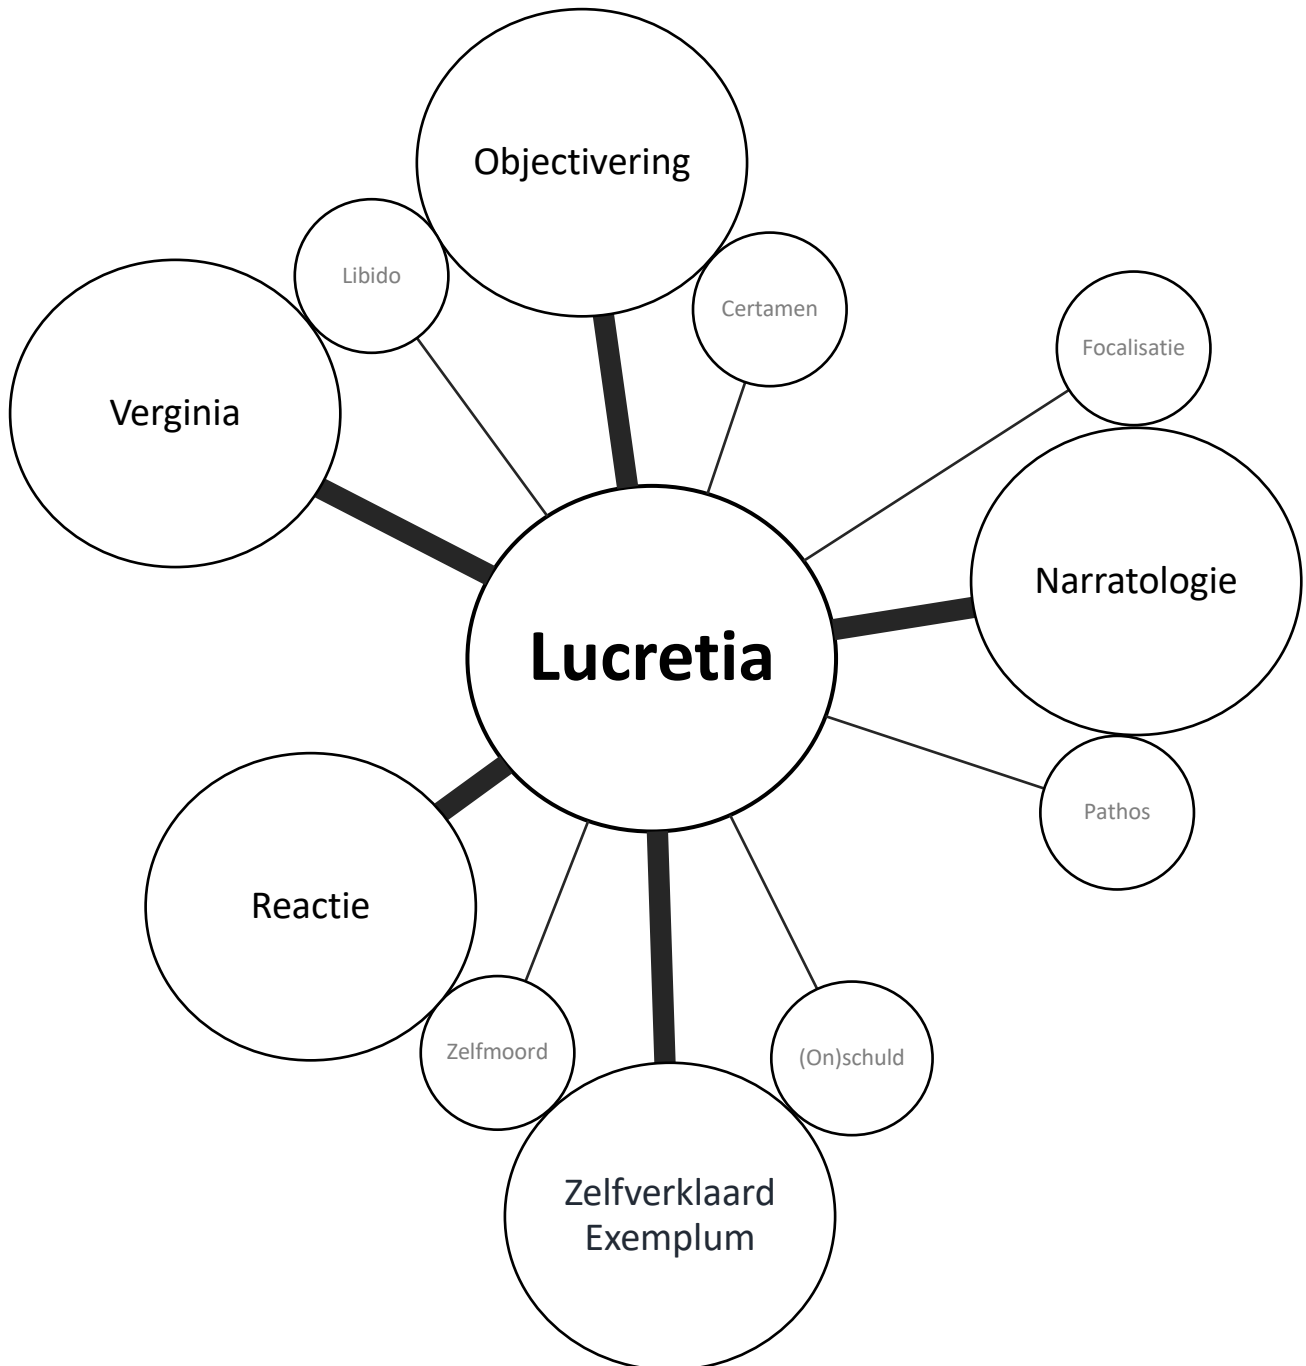 Objectivering
Libido
Certamen
Focalisatie
Verginia
Narratologie
Lucretia
Pathos
Reactie
Zelfmoord
(On)schuld
Zelfverklaard
Exemplum